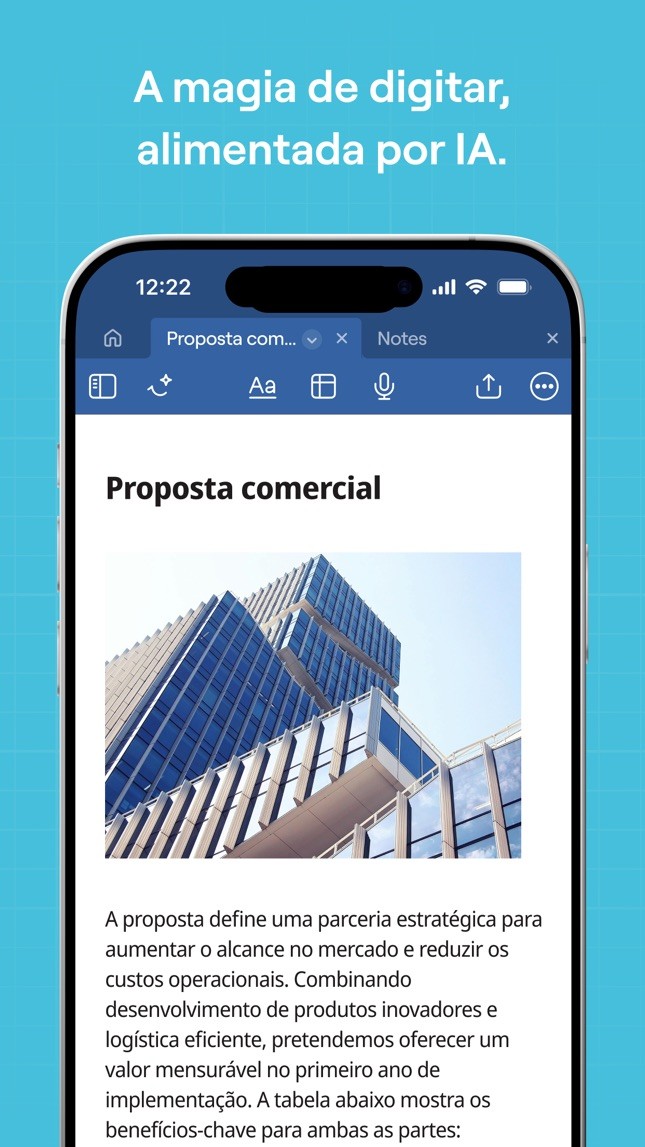 A magia de digitar,
alimentada por IA.
12:22
Proposta com...
Notes
Aa
Proposta comercial
A proposta define uma parceria estratégica para
aumentar o alcance no mercado e reduzir os
custos operacionais. Combinando
desenvolvimento de produtos inovadores e
logística eficiente, pretendemos oferecer um
valor mensurável no primeiro ano de
implementação. A tabela abaixo mostra os
benefícios-chave para ambas as partes: